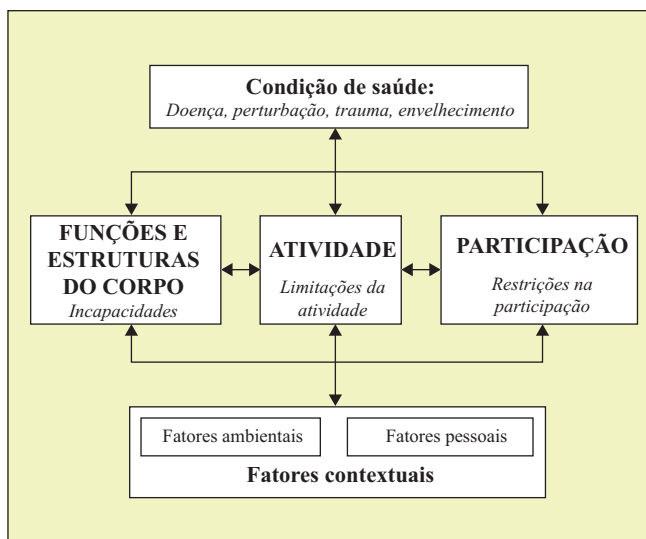 Condição de saúde:
Doença, perturbação, trauma, envelhecimento
FUNÇÕES E
ESTRUTURAS
DO CORPO
Incapacidades
ATIVIDADE
Limitações da
atividade
PARTICIPAÇÃO
Restrições na
participação
Fatores ambientais
Fatores pessoais
Fatores contextuais